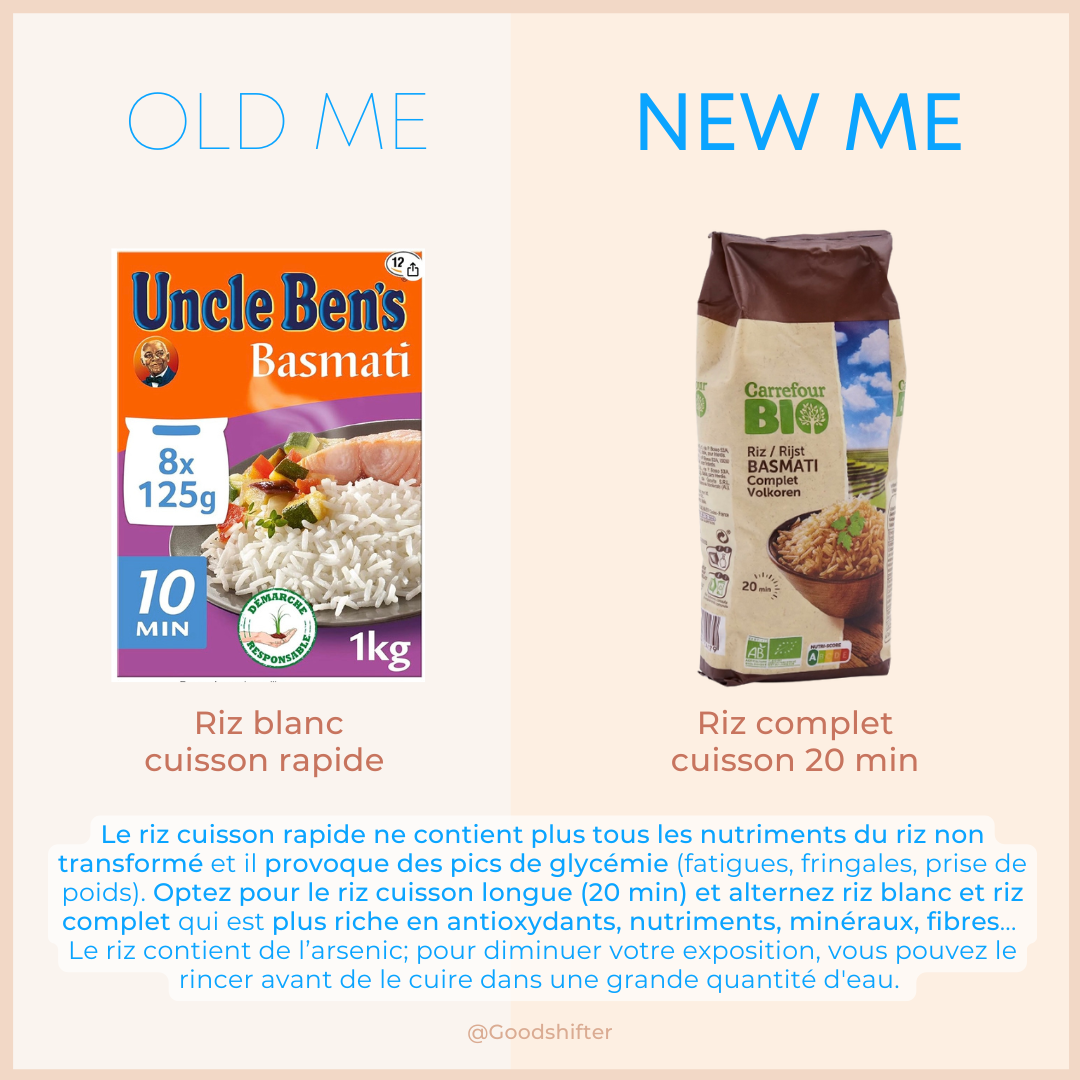 OLD ME
NEW ME
12
Uncle Ben's
Basmati
8x
125g
10
MIN
DÉMARCHE
RESPONSABLE
1kg
Carrefour
BIO
Riz / Rijst
BASMATI
Complet
Volkoren
20 min
AB
NUTRI-SCORE
A
Riz blanc
cuisson rapide
Riz complet
cuisson 20 min
Le riz cuisson rapide ne contient plus tous les nutriments du riz non
transformé et il provoque des pics de glycémie (fatigues, fringales, prise de
poids). Optez pour le riz cuisson longue (20 min) et alternez riz blanc et riz
complet qui est plus riche en antioxydants, nutriments, minéraux, fibres...
Le riz contient de l’arsenic; pour diminuer votre exposition, vous pouvez le
rincer avant de le cuire dans une grande quantité d'eau.
@Goodshifter